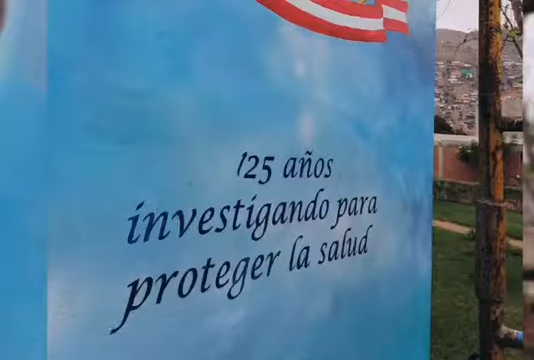 125 años
investigando para
proteger la salud